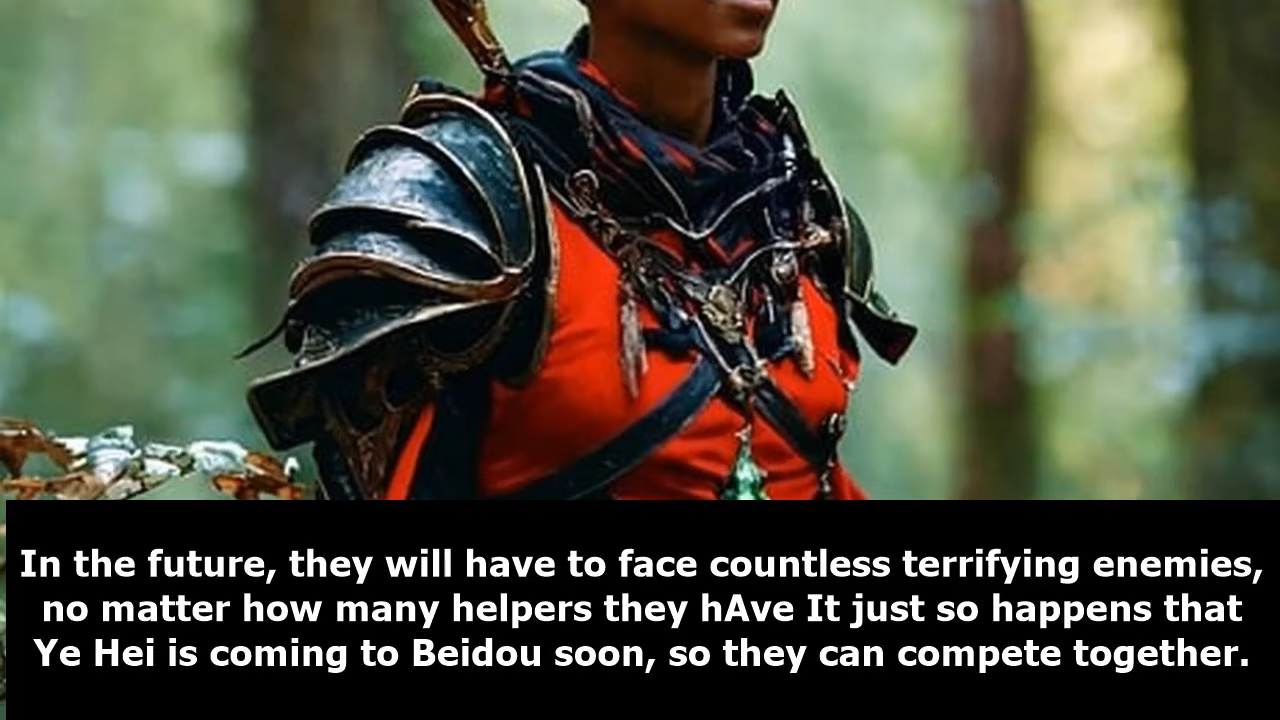 In the future, they will have to face countless terrifying enemies,
no matter how many helpers they hAve It just so happens that
Ye Hei is coming to Beidou soon, so they can compete together.